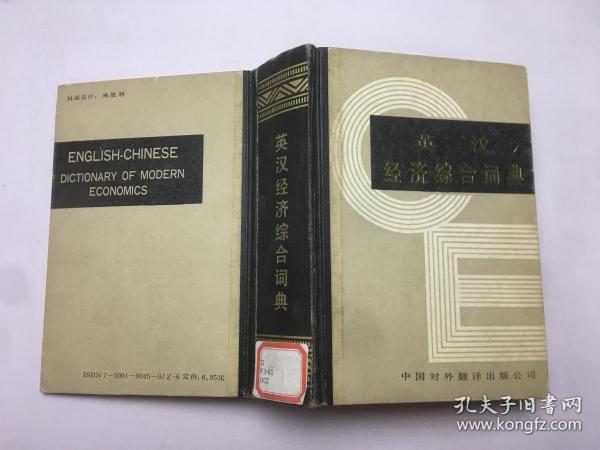 封面设计：林胜利
ENGLISH-CHINESE
DICTIONARY OF MODERN
ECONOMICS
ISBN7-5001-0045-0/Z·6 定价：6.95元
英汉经济综合词典
G
F3-61
002
英汉
经济综合词典
中国对外翻译出版公司
孔夫子旧书网
www.kongfz.com